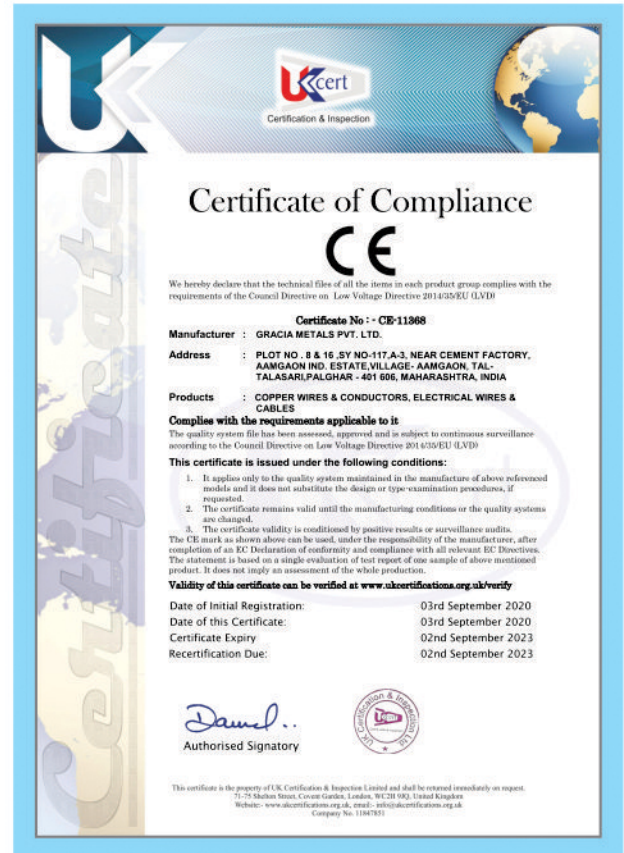 UKcert
Certification & Inspection
Certificate
Certificate of Compliance
CE
We hereby declare that the technical files of all the items in each product group complies with the
requirements of the Council Directive on Low Voltage Directive 2014/35/EU (LVD)
Certificate No : - CE-11368
Manufacturer : GRACIA METALS PVT. LTD.
Address : PLOT NO . 8 & 16 ,SY NO-117,A-3, NEAR CEMENT FACTORY,
AAMGAON IND. ESTATE,VILLAGE- AAMGAON, TAL-
TALASARI,PALGHAR - 401 606, MAHARASHTRA, INDIA
Products : COPPER WIRES & CONDUCTORS, ELECTRICAL WIRES &
CABLES
Complies with the requirements applicable to it
The quality system file has been assessed, approved and is subject to continuous surveillance
according to the Council Directive on Low Voltage Directive 2014/35/EU (LVD)
This certificate is issued under the following conditions:
1. It applies only to the quality system maintained in the manufacture of above referenced
models and it does not substitute the design or type-examination procedures, if
requested.
2. The certificate remains valid until the manufacturing conditions or the quality systems
are changed.
3. The certificate validity is conditioned by positive results or surveillance audits.
The CE mark as shown above can be used, under the responsibility of the manufacturer, after
completion of an EC Declaration of conformity and compliance with all relevant EC Directives.
The statement is based on a single evaluation of test report of one sample of above mentioned
product. It does not imply an assessment of the whole production.
Validity of this certificate can be verified at www.ukcertifications.org.uk/verify
Date of Initial Registration: 03rd September 2020
Date of this Certificate: 03rd September 2020
Certificate Expiry 02nd September 2023
Recertification Due: 02nd September 2023
Authorised Signatory
UK Certification & Inspection Ltd
This certificate is the property of UK Certification & Inspection Limited and shall be returned immediately on request.
71-75 Shelton Street, Covent Garden, London, WC2H 9JQ, United Kingdom
Website:- www.ukcertifications.org.uk, email:- info@ukcertifications.org.uk
Company No. 11847851